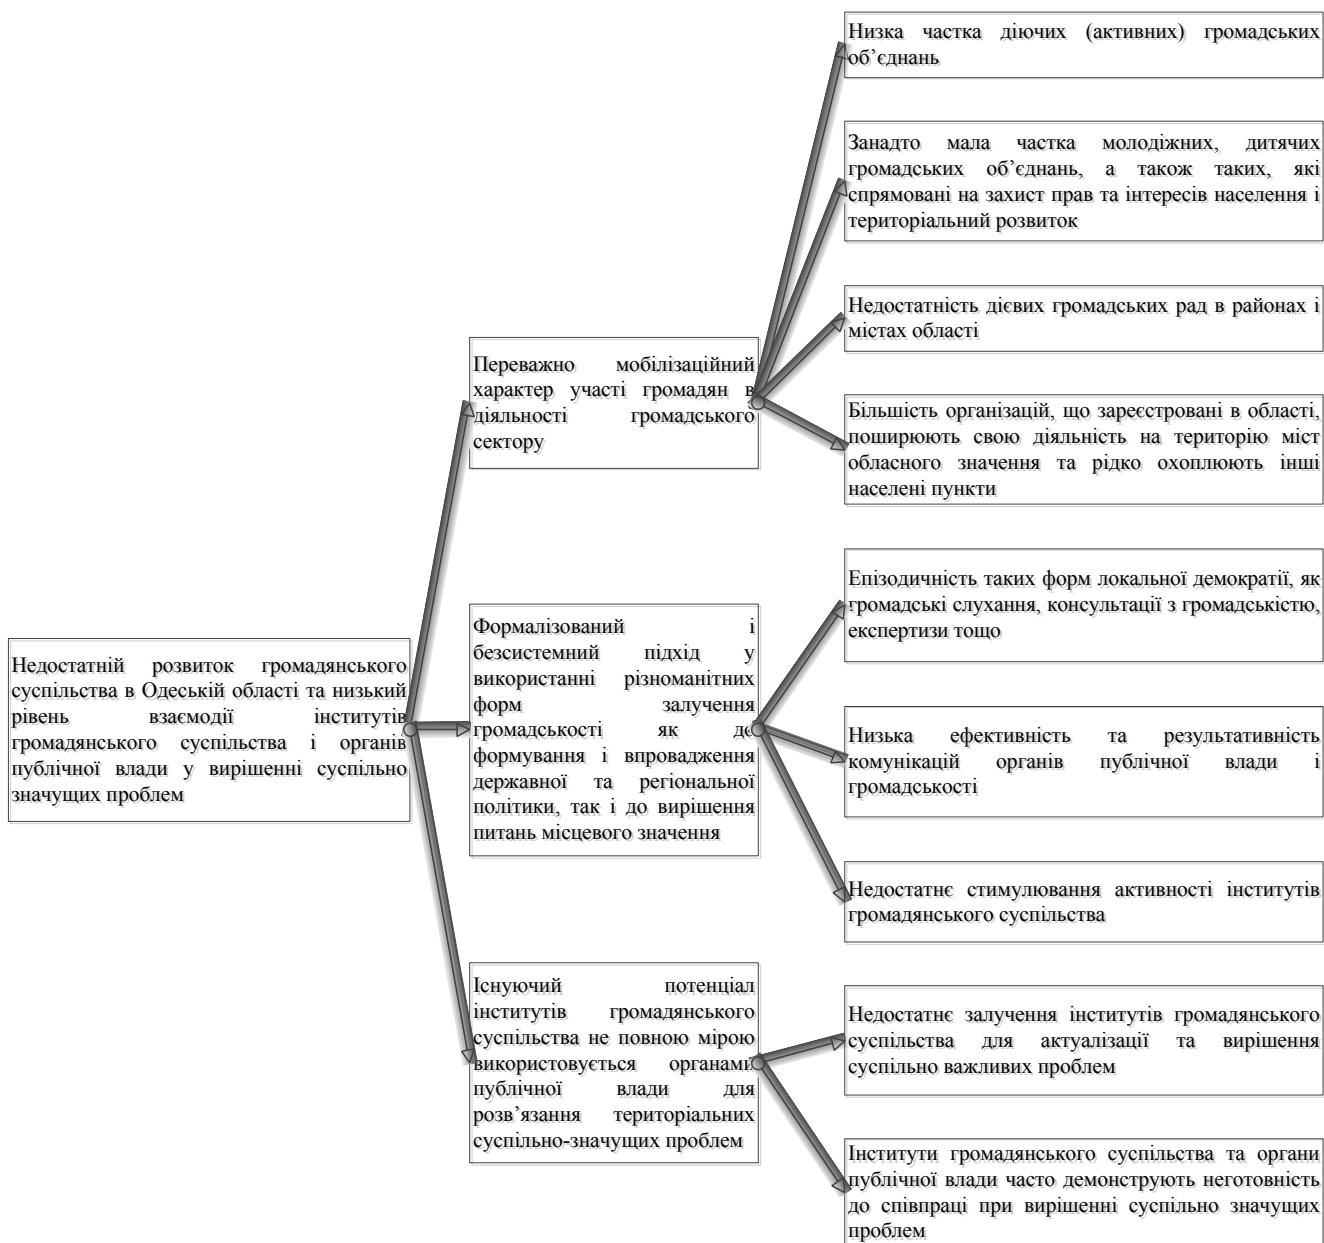 Низка частка діючих (активних) громадських
об’єднань
Занадто мала частка молодіжних, дитячих
громадських об’єднань, а також таких, які
спрямовані на захист прав та інтересів населення і
територіальний розвиток
Недостатність дієвих громадських рад в районах і
містах області
Переважно мобілізаційний
характер участі громадян в
діяльності громадського
сектору
Більшість організацій, що зареєстровані в області,
поширюють свою діяльність на територію міст
обласного значення та рідко охоплюють інші
населені пункти
Епізодичність таких форм локальної демократії, як
громадські слухання, консультації з громадськістю,
експертизи тощо
Формалізований і
безсистемний підхід у
використанні різноманітних
форм залучення
громадськості як до
формування і впровадження
державної та регіональної
політики, так і до вирішення
питань місцевого значення
Недостатній розвиток громадянського
суспільства в Одеській області та низький
рівень взаємодії інститутів
громадянського суспільства і органів
публічної влади у вирішенні суспільно
значущих проблем
Низька ефективність та результативність
комунікацій органів публічної влади і
громадськості
Недостатнє стимулювання активності інститутів
громадянського суспільства
Існуючий потенціал
інститутів громадянського
суспільства не повною мірою
використовується органами
публічної влади для
розв’язання територіальних
суспільно-значущих проблем
Недостатнє залучення інститутів громадянського
суспільства для актуалізації та вирішення
суспільно важливих проблем
Інститути громадянського суспільства та органи
публічної влади часто демонструють неготовність
до співпраці при вирішенні суспільно значущих
проблем